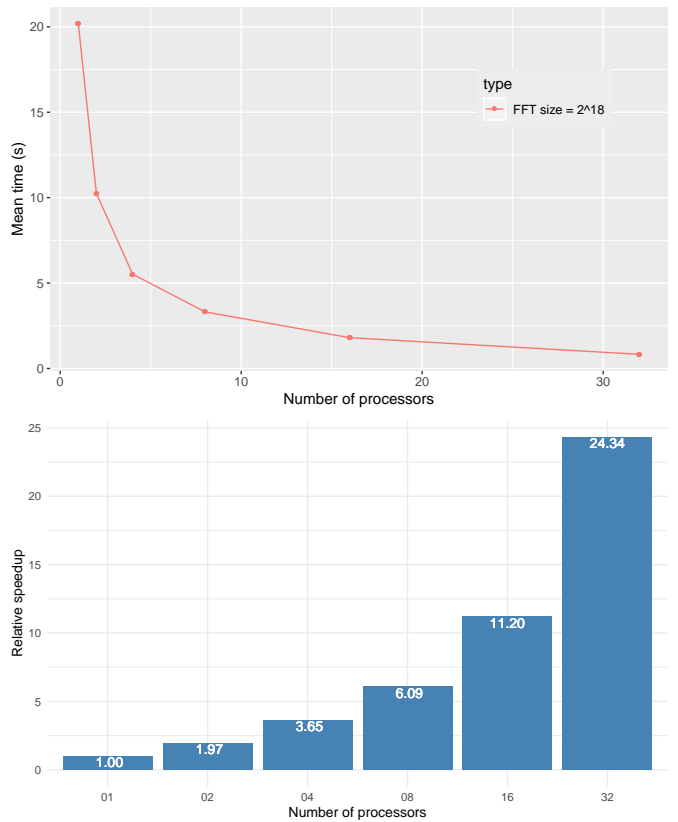 20
15
10
5
0
Mean time (s)
type
FFT size = 2^18
0 10 20 30
Number of processors
25
20
15
10
5
0
Relative speedup
1.00
1.97
3.65
6.09
11.20
24.34
01 02 04 08 16 32
Number of processors